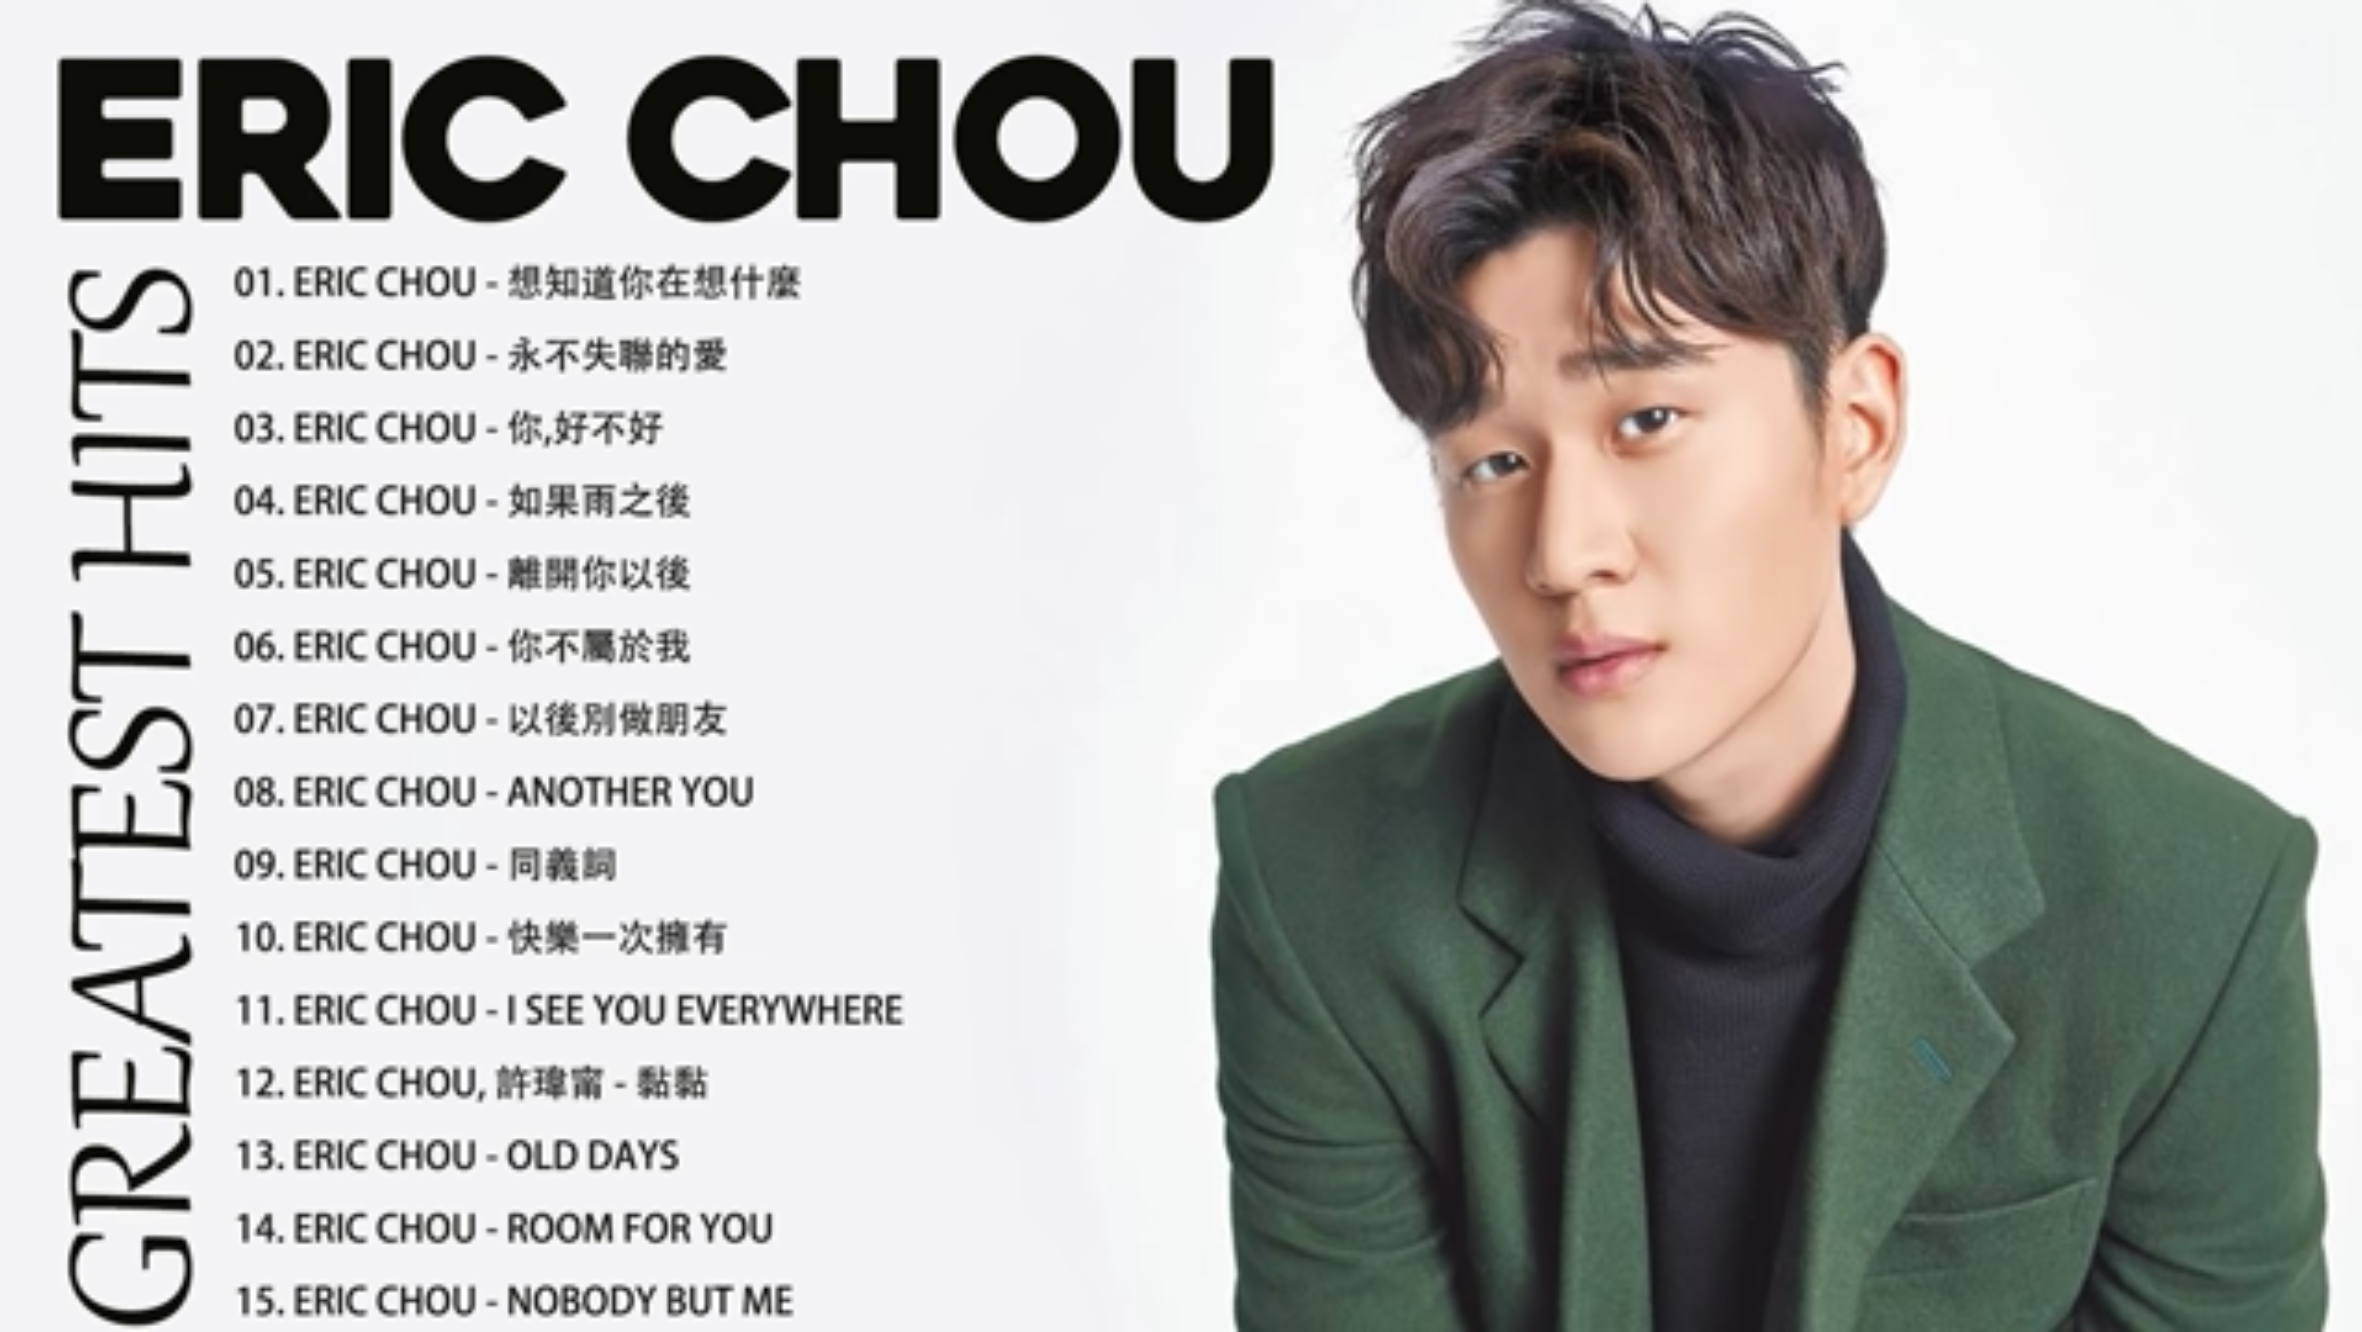 ERIC CHOU
GREATEST HITS
01. ERIC CHOU - 想知道你在想什麼
02. ERIC CHOU - 永不失聯的愛
03. ERIC CHOU - 你,好不好
04. ERIC CHOU - 如果雨之後
05. ERIC CHOU - 離開你以後
06. ERIC CHOU - 你不屬於我
07. ERIC CHOU - 以後別做朋友
08. ERIC CHOU - ANOTHER YOU
09. ERIC CHOU - 同義詞
10. ERIC CHOU - 快樂一次擁有
11. ERIC CHOU - I SEE YOU EVERYWHERE
12. ERIC CHOU, 許瑋甯 - 黏黏
13. ERIC CHOU - OLD DAYS
14. ERIC CHOU - ROOM FOR YOU
15. ERIC CHOU - NOBODY BUT ME